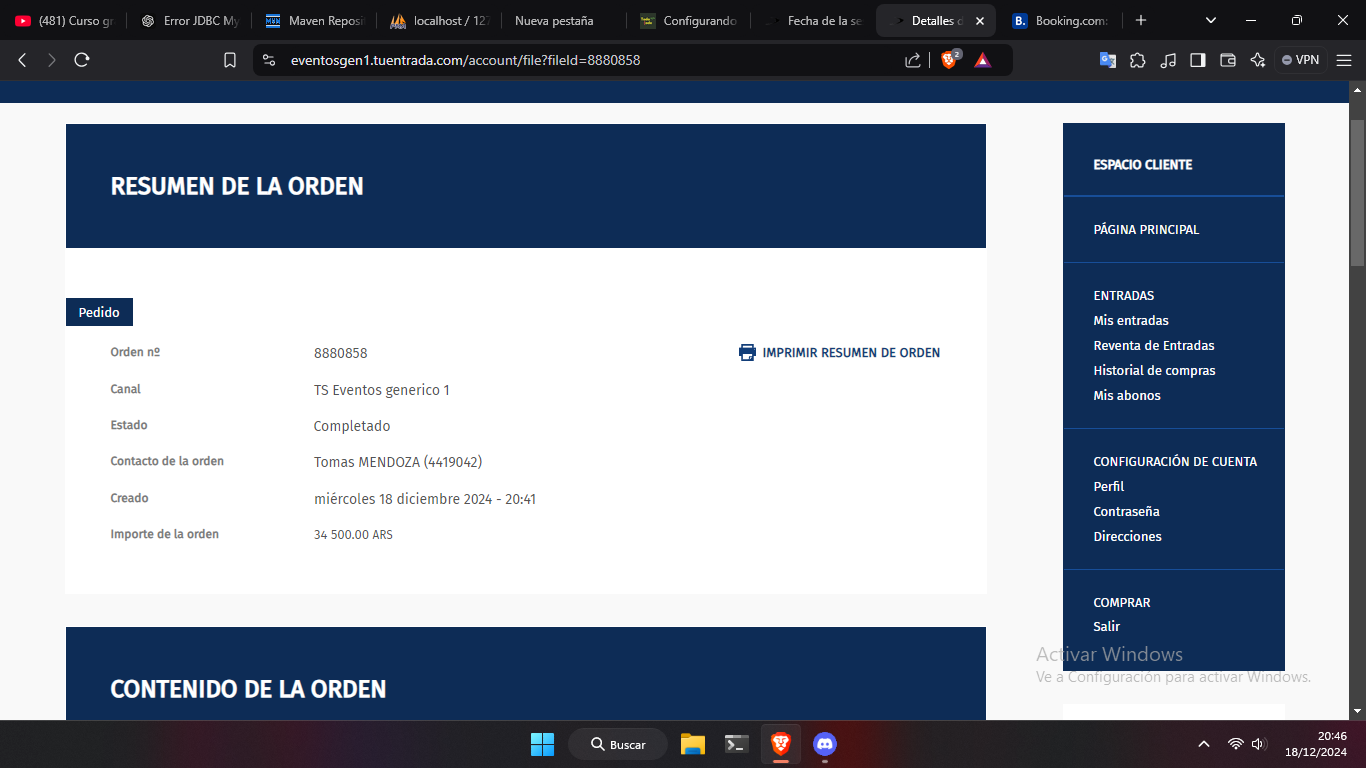 (481) Curso gr
Error JDBC My
Maven Reposi
localhost / 127
Nueva pestaña
Configurando
Fecha de la se
Detalles d
Booking.com:
eventosgen1.tuentrada.com/account/file?fileId=8880858
2
VPN
RESUMEN DE LA ORDEN
Pedido
Orden nº 8880858
IMPRIMIR RESUMEN DE ORDEN
Canal TS Eventos generico 1
Estado Completado
Contacto de la orden Tomas MENDOZA (4419042)
Creado miércoles 18 diciembre 2024 - 20:41
Importe de la orden 34 500.00 ARS
CONTENIDO DE LA ORDEN
ESPACIO CLIENTE
PÁGINA PRINCIPAL
ENTRADAS
Mis entradas
Reventa de Entradas
Historial de compras
Mis abonos
CONFIGURACIÓN DE CUENTA
Perfil
Contraseña
Direcciones
COMPRAR
Salir
Activar Windows
Ve a Configuración para activar Windows.
Buscar
20:46
18/12/2024